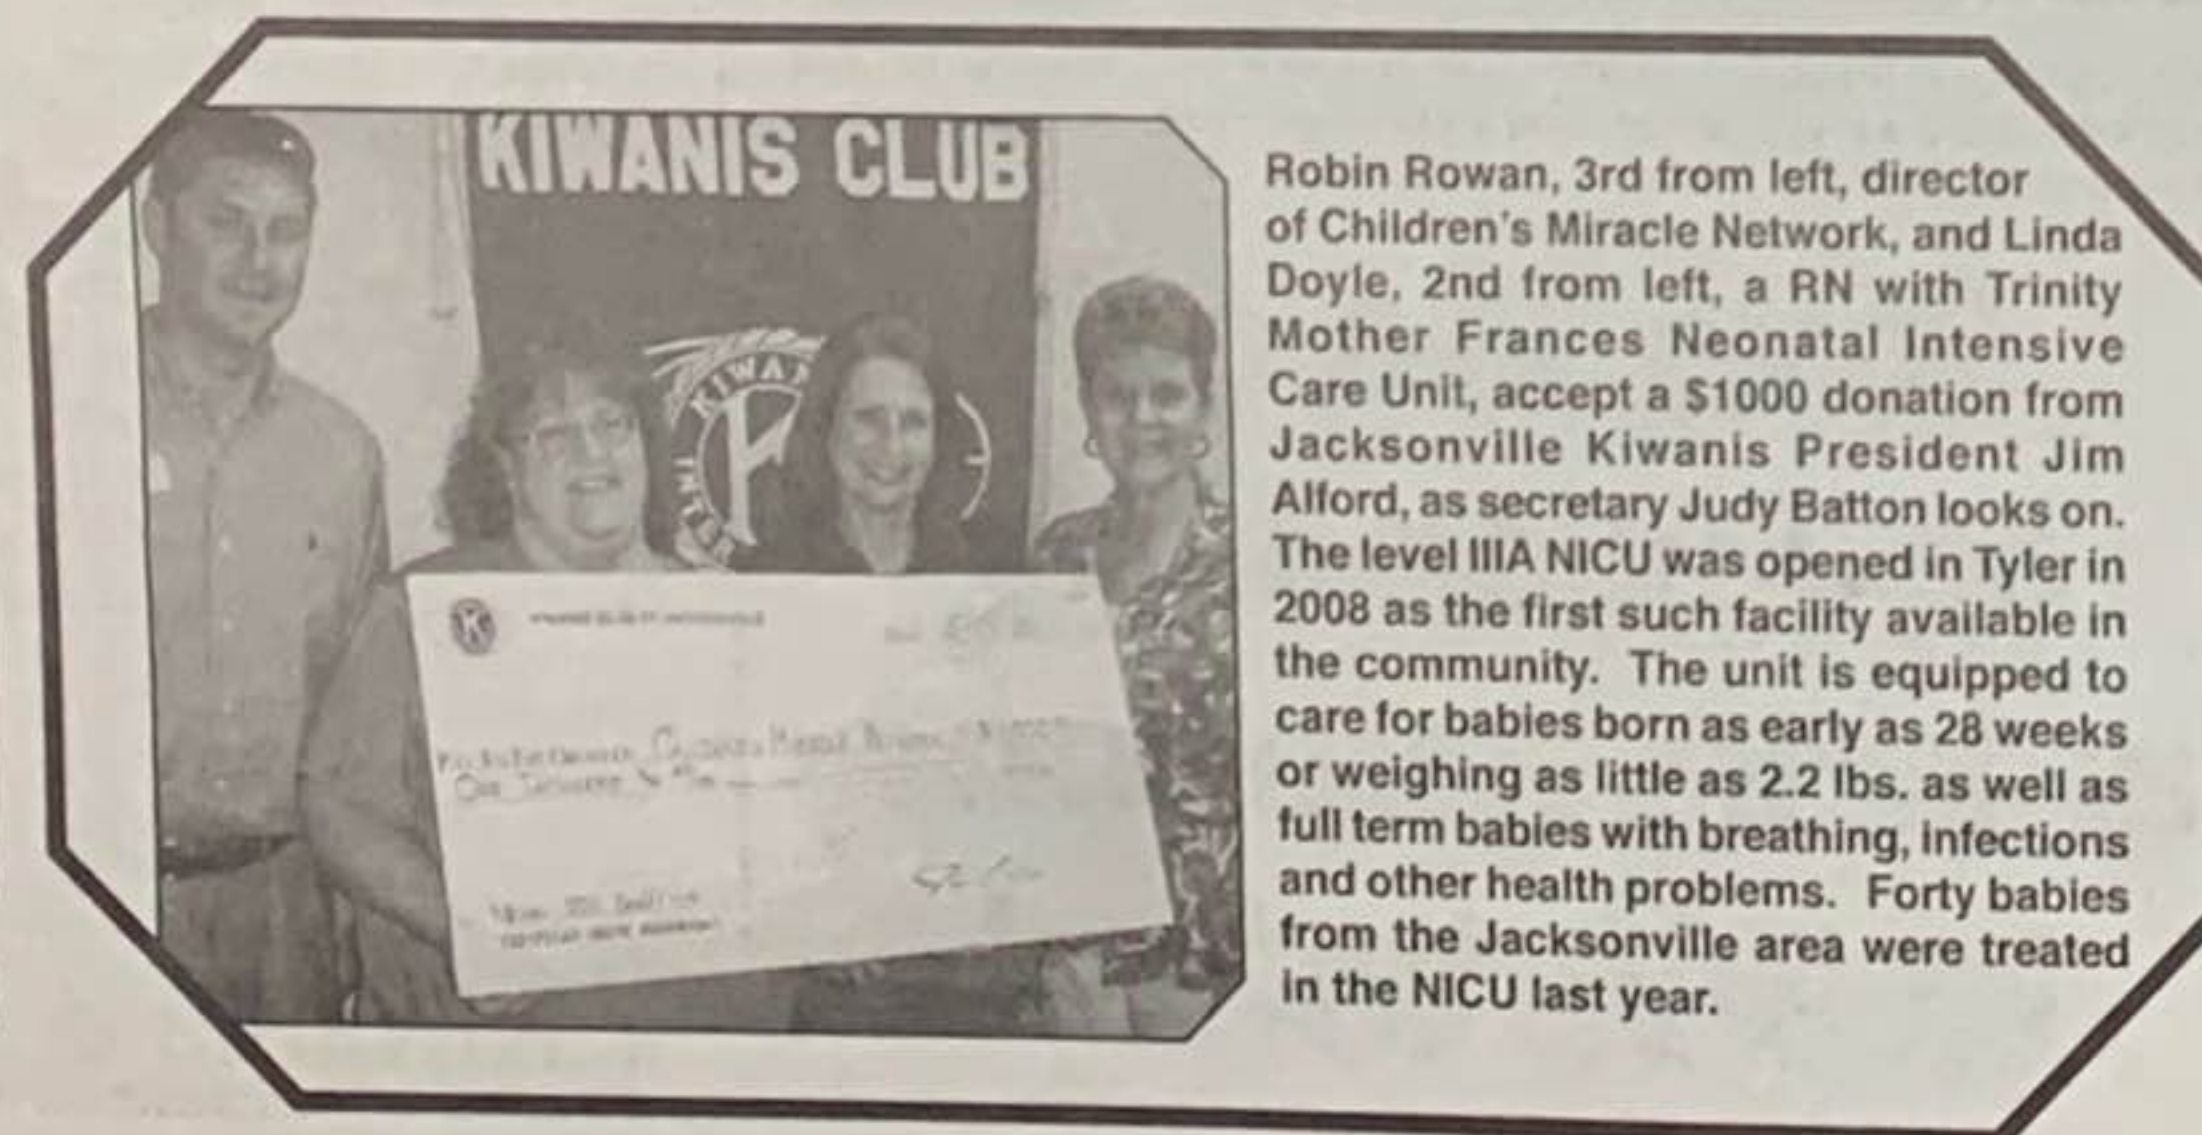 KIWANIS CLUB
KIWAN
INTE
K
One Thousand &
Robin Rowan, 3rd from left, director
of Children's Miracle Network, and Linda
Doyle, 2nd from left, a RN with Trinity
Mother Frances Neonatal Intensive
Care Unit, accept a $1000 donation from
Jacksonville Kiwanis President Jim
Alford, as secretary Judy Batton looks on.
The level IIIA NICU was opened in Tyler in
2008 as the first such facility available in
the community. The unit is equipped to
care for babies born as early as 28 weeks
or weighing as little as 2.2 lbs. as well as
full term babies with breathing, infections
and other health problems. Forty babies
from the Jacksonville area were treated
in the NICU last year.